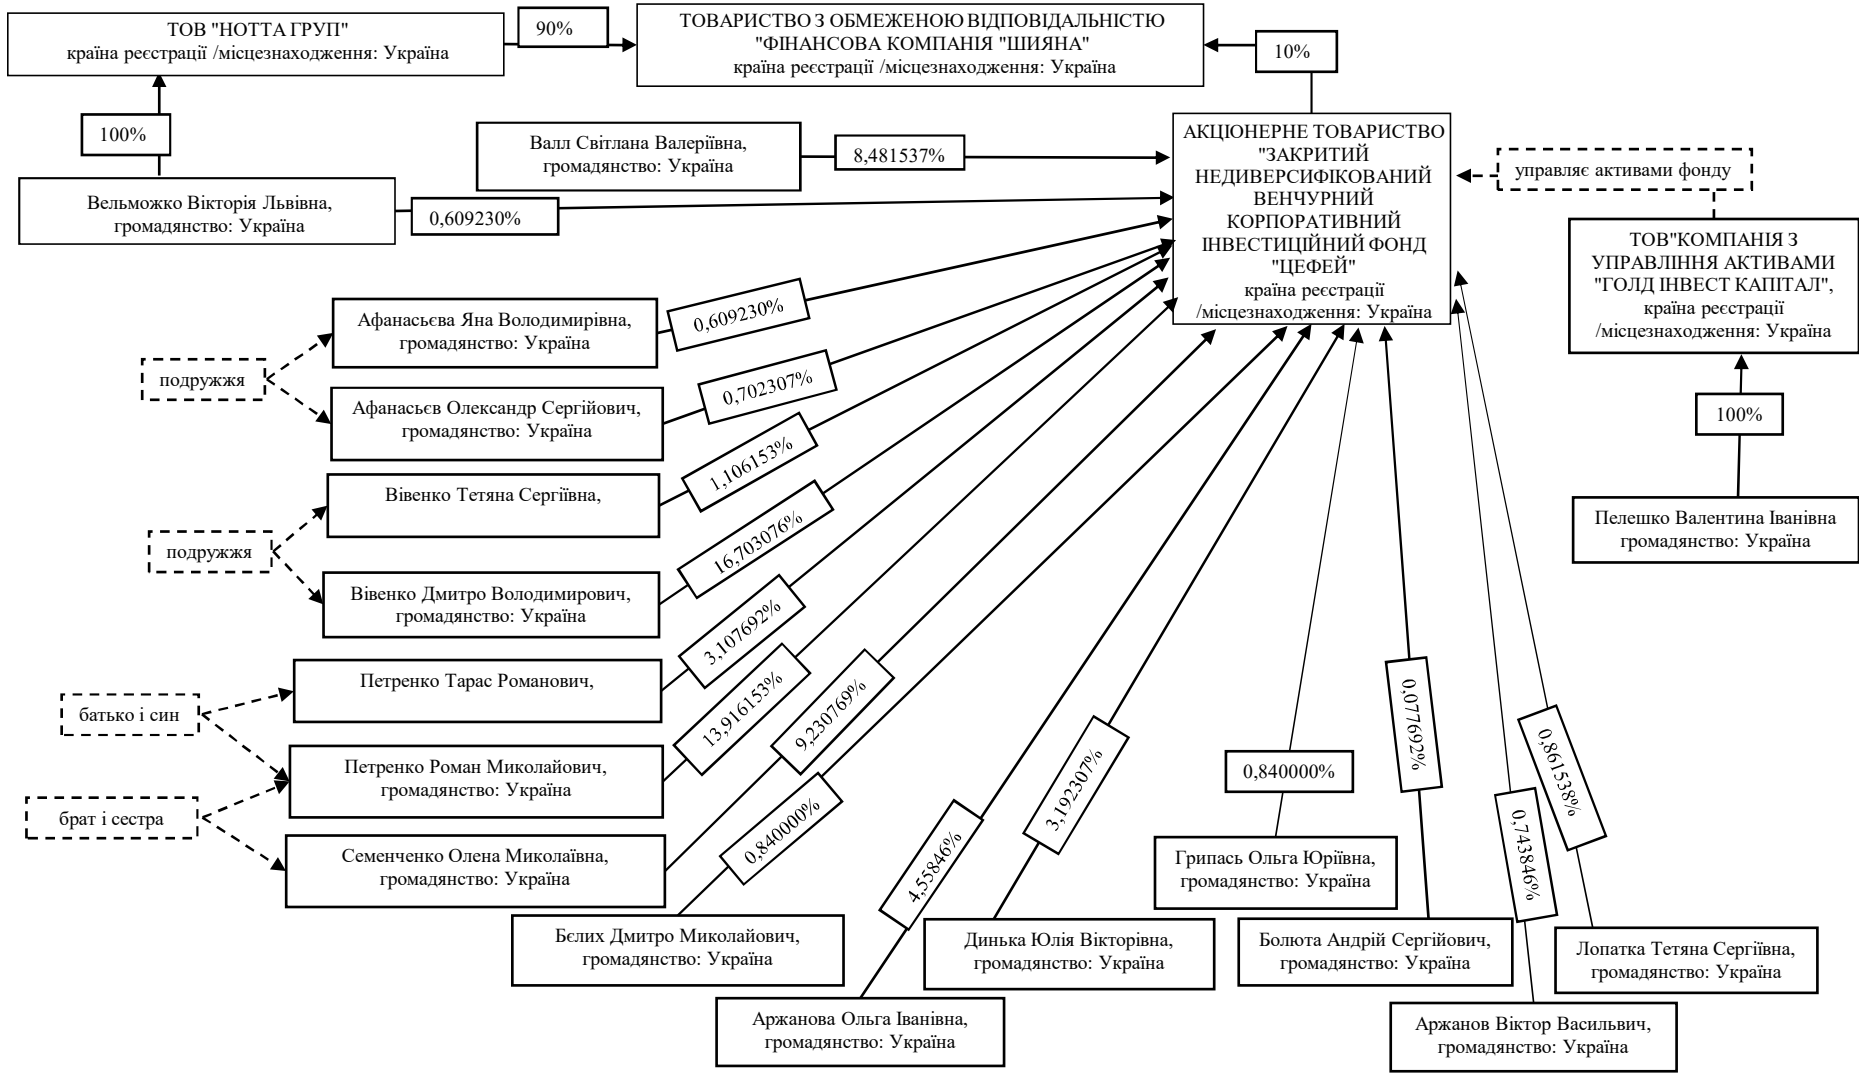 ТОВ "НОТТА ГРУП"
країна реєстрації /місцезнаходження: Україна
90%
ТОВАРИСТВО З ОБМЕЖЕНОЮ ВІДПОВІДАЛЬНІСТЮ
"ФІНАНСОВА КОМПАНІЯ "ШИЯНА"
країна реєстрації /місцезнаходження: Україна
10%
100%
Вельможко Вікторія Львівна,
громадянство: Україна
0,609230%
Валл Світлана Валеріївна,
громадянство: Україна
8,481537%
АКЦІОНЕРНЕ ТОВАРИСТВО
"ЗАКРИТИЙ
НЕДИВЕРСИФІКОВАНИЙ
ВЕНЧУРНИЙ
КОРПОРАТИВНИЙ
ІНВЕСТИЦІЙНИЙ ФОНД
"ЦЕФЕЙ"
країна реєстрації
/місцезнаходження: Україна
управляє активами фонду
ТОВ"КОМПАНІЯ З
УПРАВЛІННЯ АКТИВАМИ
"ГОЛД ІНВЕСТ КАПІТАЛ",
країна реєстрації
/місцезнаходження: Україна
100%
Пелешко Валентина Іванівна
громадянство: Україна
подружжя
Афанасьєва Яна Володимирівна,
громадянство: Україна
0,609230%
Афанасьєв Олександр Сергійович,
громадянство: Україна
0,702307%
подружжя
Вівенко Тетяна Сергіївна,
1,106153%
Вівенко Дмитро Володимирович,
громадянство: Україна
16,703076%
батько і син
Петренко Тарас Романович,
3,107692%
Петренко Роман Миколайович,
громадянство: Україна
13,916153%
брат і сестра
Семенченко Олена Миколаївна,
громадянство: Україна
9,230769%
Бєлих Дмитро Миколайович,
громадянство: Україна
0,840000%
Аржанова Ольга Іванівна,
громадянство: Україна
4,55846%
Динька Юлія Вікторівна,
громадянство: Україна
3,192307%
Грипась Ольга Юріївна,
громадянство: Україна
0,840000%
Болюта Андрій Сергійович,
громадянство: Україна
0,077692%
Аржанов Віктор Васильвич,
громадянство: Україна
0,743846%
Лопатка Тетяна Сергіївна,
громадянство: Україна
0,861538%